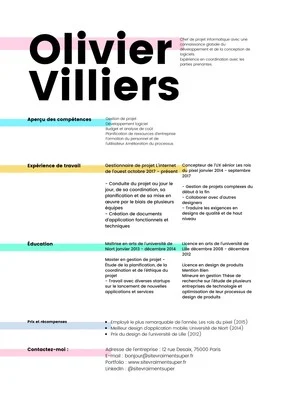 Olivier
Villiers
Chef de projet informatique avec une
connaissance globale du
développement et de la conception de
logiciels.
Expérience en coordination avec les
parties prenantes.
Aperçu des compétences
Gestion de projet
Développement logiciel
Budget et analyse de coût
Planification de ressources d'entreprise
Formation du personnel et de
l'utilisateur Amélioration du processus
Expérience de travail
Gestionnaire de projet L'internet
de l'ouest octobre 2017 – présent
- Conduite du projet au jour le
jour, de sa coordination, de
sa planification et sa mise en
œuvre par le biais de plusieurs
équipes
- Création de documents
d'application fonctionnels et
techniques
Concepteur de l'UX sénior Les rois
du pixel janvier 2014 - septembre
2017
- Gestion de projets complexes du
début à la fin
- Collaborer avec d'autres
designers
- Traduire les exigences en
designs de qualité et de haut
niveau
Éducation
Maîtrise en arts de l'université de
Niort janvier 2013 – décembre 2014
Master en gestion de projet -
Étude de la planification, de la
coordination et de l'éthique du
projet
- Travail avec diverses startups
sur le lancement de nouvelles
applications et services
Licence en arts de l'université de
Lille décembre 2008 - décembre
2012
Licence en design de produits
Mention Bien
Mineure en gestion Thèse de
recherche sur l'étude de plusieurs
entreprises de technologie et
optimisation de leur processus de
design de produits
Prix et récompenses
• Employé le plus remarquable de l'année, Les rois du pixel (2015)
• Meilleur design d'application mobile, Université de Niort (2014)
• Prix du design de l'université de Lille (2012)
Contactez-moi :
Adresse de l'entreprise : 12 rue Desaix, 75000 Paris
E-mail : bonjour@sitevraimentsuper.fr
Portfolio : www.sitevraimentsuper.fr
LinkedIn : @sitevraimentsuper